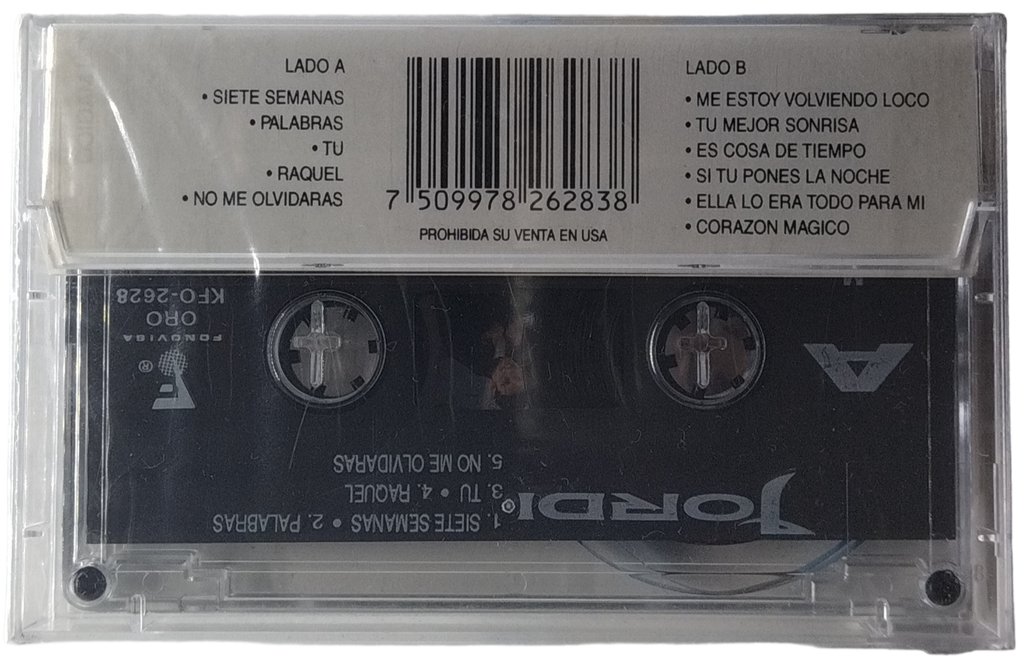 LADO A
• SIETE SEMANAS
• PALABRAS
• TU
• RAQUEL
• NO ME OLVIDARAS
7 509978 262838
PROHIBIDA SU VENTA EN USA
LADO B
• ME ESTOY VOLVIENDO LOCO
• TU MEJOR SONRISA
• ES COSA DE TIEMPO
• SI TU PONES LA NOCHE
• ELLA LO ERA TODO PARA MI
• CORAZON MAGICO
JORDI®
1. SIETE SEMANAS • 2. PALABRAS
3. TU • 4. RAQUEL
5. NO ME OLVIDARAS
A
F ®
FONOVISA
ORO
KFO-2628